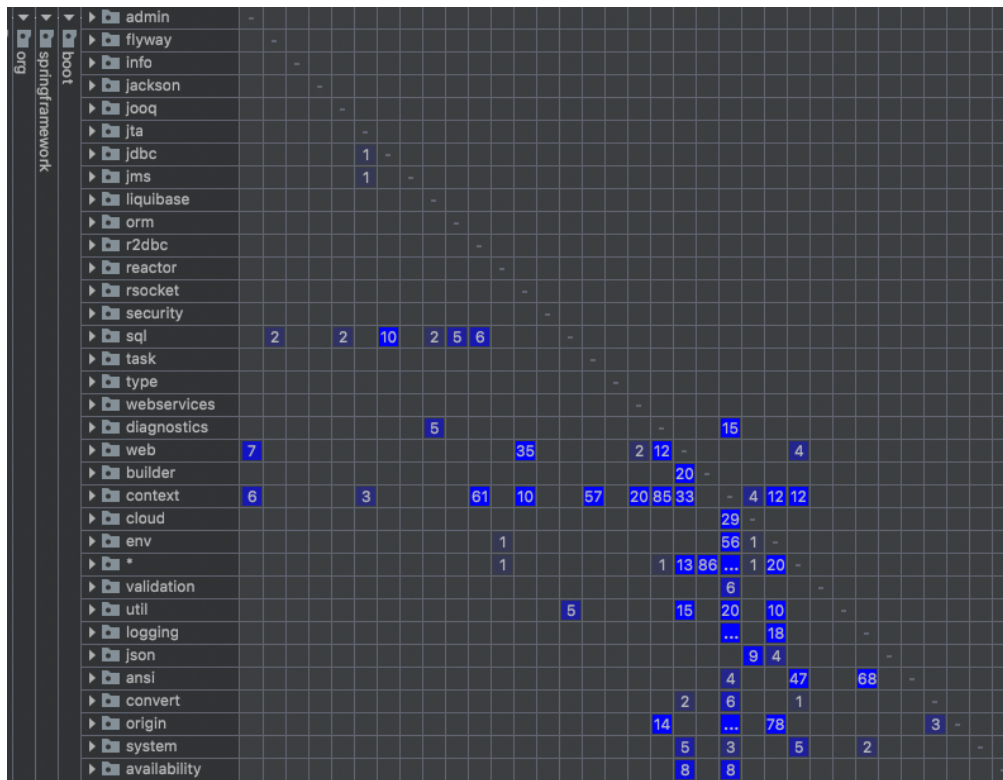 org
springframework
boot
admin -
flyway -
info -
jackson -
jooq -
jta -
jdbc 1 -
jms 1 -
liquibase -
orm -
r2dbc -
reactor -
rsocket -
security -
sql 2 2 10 2 5 6 -
task -
type -
webservices -
diagnostics 5 - 15
web 7 35 2 12 - 4
builder 20 -
context 6 3 61 10 57 20 85 33 - 4 12 12
cloud 29 -
env 1 56 1 -
* 1 1 13 86 ... 1 20 -
validation 6 -
util 5 15 20 10 -
logging ... 18 -
json 9 4 -
ansi 4 47 68 -
convert 2 6 1 -
origin 14 ... 78 3 -
system 5 3 5 2 -
availability 8 8